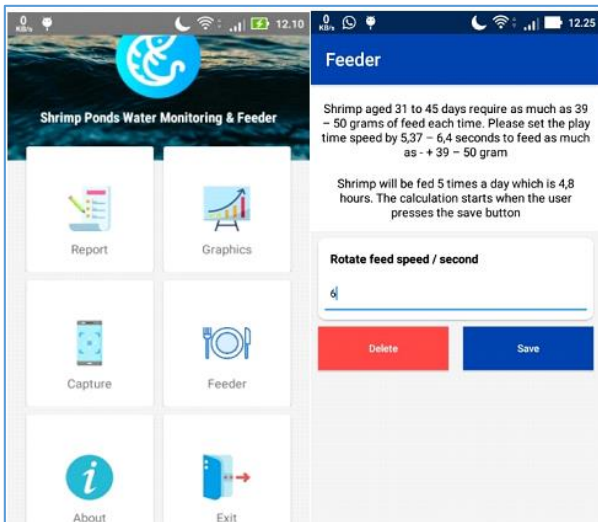 0
KB/s
12.10
Shrimp Ponds Water Monitoring & Feeder
Report
Graphics
Capture
Feeder
i
About
Exit
0
KB/s
12.25
Feeder
Shrimp aged 31 to 45 days require as much as 39
– 50 grams of feed each time. Please set the play
time speed by 5,37 – 6,4 seconds to feed as much
as - + 39 – 50 gram
Shrimp will be fed 5 times a day which is 4,8
hours. The calculation starts when the user
presses the save button
Rotate feed speed / second
6
Delete
Save